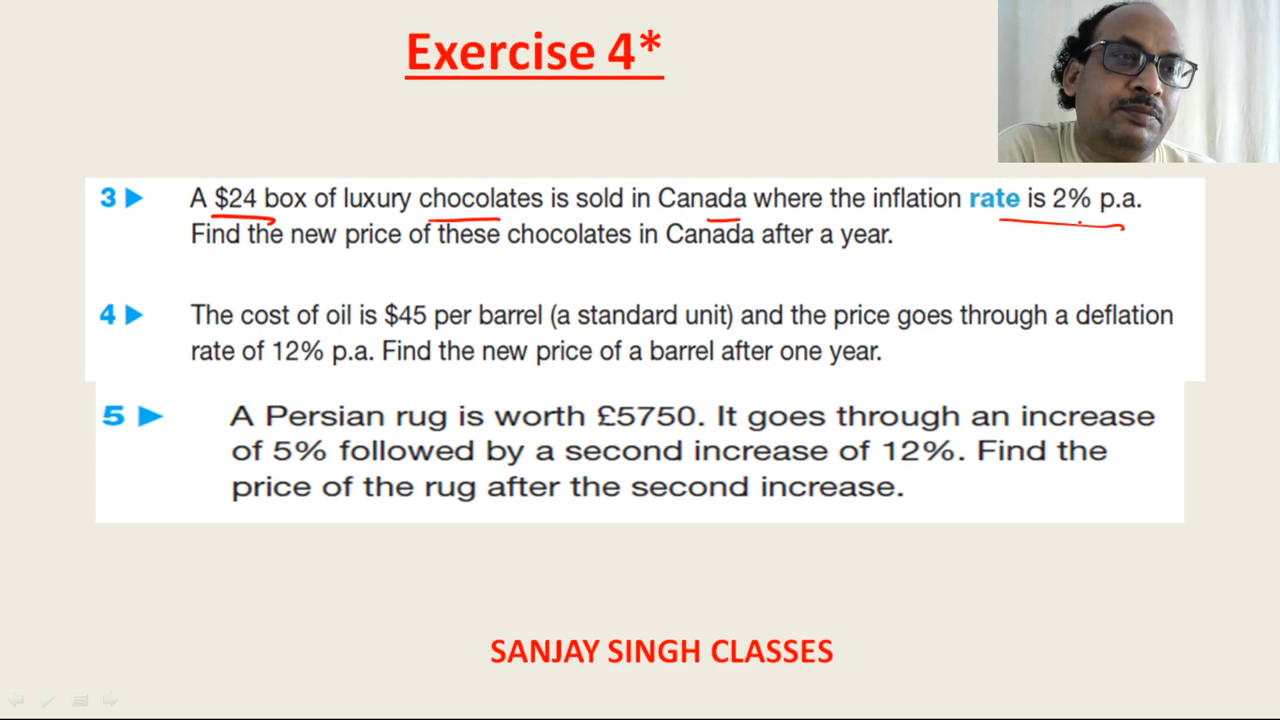 Exercise 4*
3 ▶ A $24 box of luxury chocolates is sold in Canada where the inflation rate is 2% p.a.
Find the new price of these chocolates in Canada after a year.
4 ▶ The cost of oil is $45 per barrel (a standard unit) and the price goes through a deflation
rate of 12% p.a. Find the new price of a barrel after one year.
5 ▶ A Persian rug is worth £5750. It goes through an increase
of 5% followed by a second increase of 12%. Find the
price of the rug after the second increase.
SANJAY SINGH CLASSES